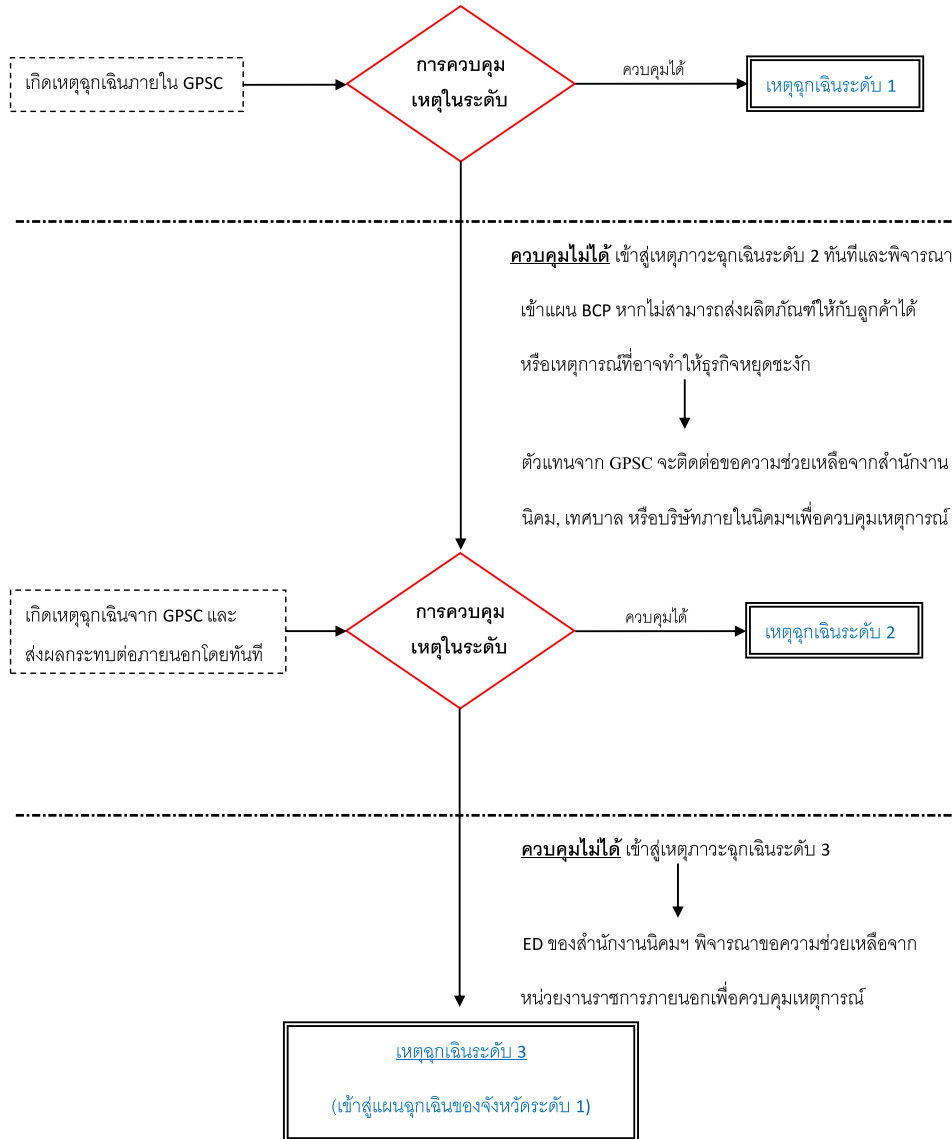 เกิดเหตุฉุกเฉินภายใน GPSC
การควบคุม
เหตุในระดับ
ควบคุมได้
เหตุฉุกเฉินระดับ 1
ควบคุมไม่ได้ เข้าสู่เหตุภาวะฉุกเฉินระดับ 2 ทันทีและพิจารณา
เข้าแผน BCP หากไม่สามารถส่งผลิตภัณฑ์ให้กับลูกค้าได้
หรือเหตุการณ์ที่อาจทำให้ธุรกิจหยุดชะงัก
ตัวแทนจาก GPSC จะติดต่อขอความช่วยเหลือจากสำนักงาน
นิคม, เทศบาล หรือบริษัทภายในนิคมฯเพื่อควบคุมเหตุการณ์
เกิดเหตุฉุกเฉินจาก GPSC และ
ส่งผลกระทบต่อภายนอกโดยทันที
การควบคุม
เหตุในระดับ
ควบคุมได้
เหตุฉุกเฉินระดับ 2
ควบคุมไม่ได้ เข้าสู่เหตุภาวะฉุกเฉินระดับ 3
ED ของสำนักงานนิคมฯ พิจารณาขอความช่วยเหลือจาก
หน่วยงานราชการภายนอกเพื่อควบคุมเหตุการณ์
เหตุฉุกเฉินระดับ 3
(เข้าสู่แผนฉุกเฉินของจังหวัดระดับ 1)